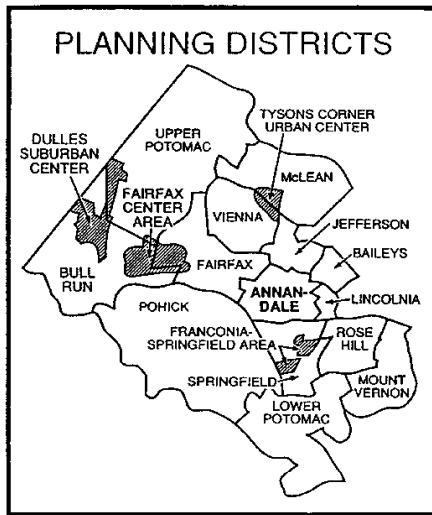 PLANNING DISTRICTS
TYSONS CORNER
URBAN CENTER
UPPER
POTOMAC
DULLES
SUBURBAN
CENTER
McLEAN
FAIRFAX
CENTER
AREA
VIENNA
JEFFERSON
BAILEYS
BULL
RUN
FAIRFAX
ANNAN-
DALE
LINCOLNIA
POHICK
FRANCONIA-
SPRINGFIELD AREA
ROSE
HILL
SPRINGFIELD
MOUNT
VERNON
LOWER
POTOMAC